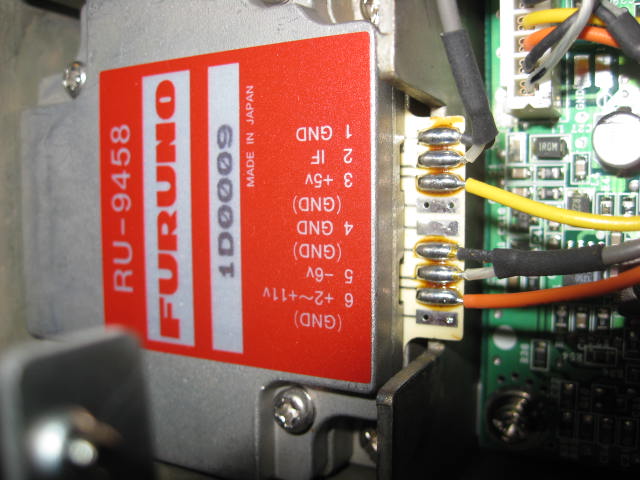 RU-9458
FURUNO
1D0009
MADE IN JAPAN
1 GND
2 IF
3 +5v
(GND)
4 GND
(GND)
5 -6v
6 +2~+11v
(GND)